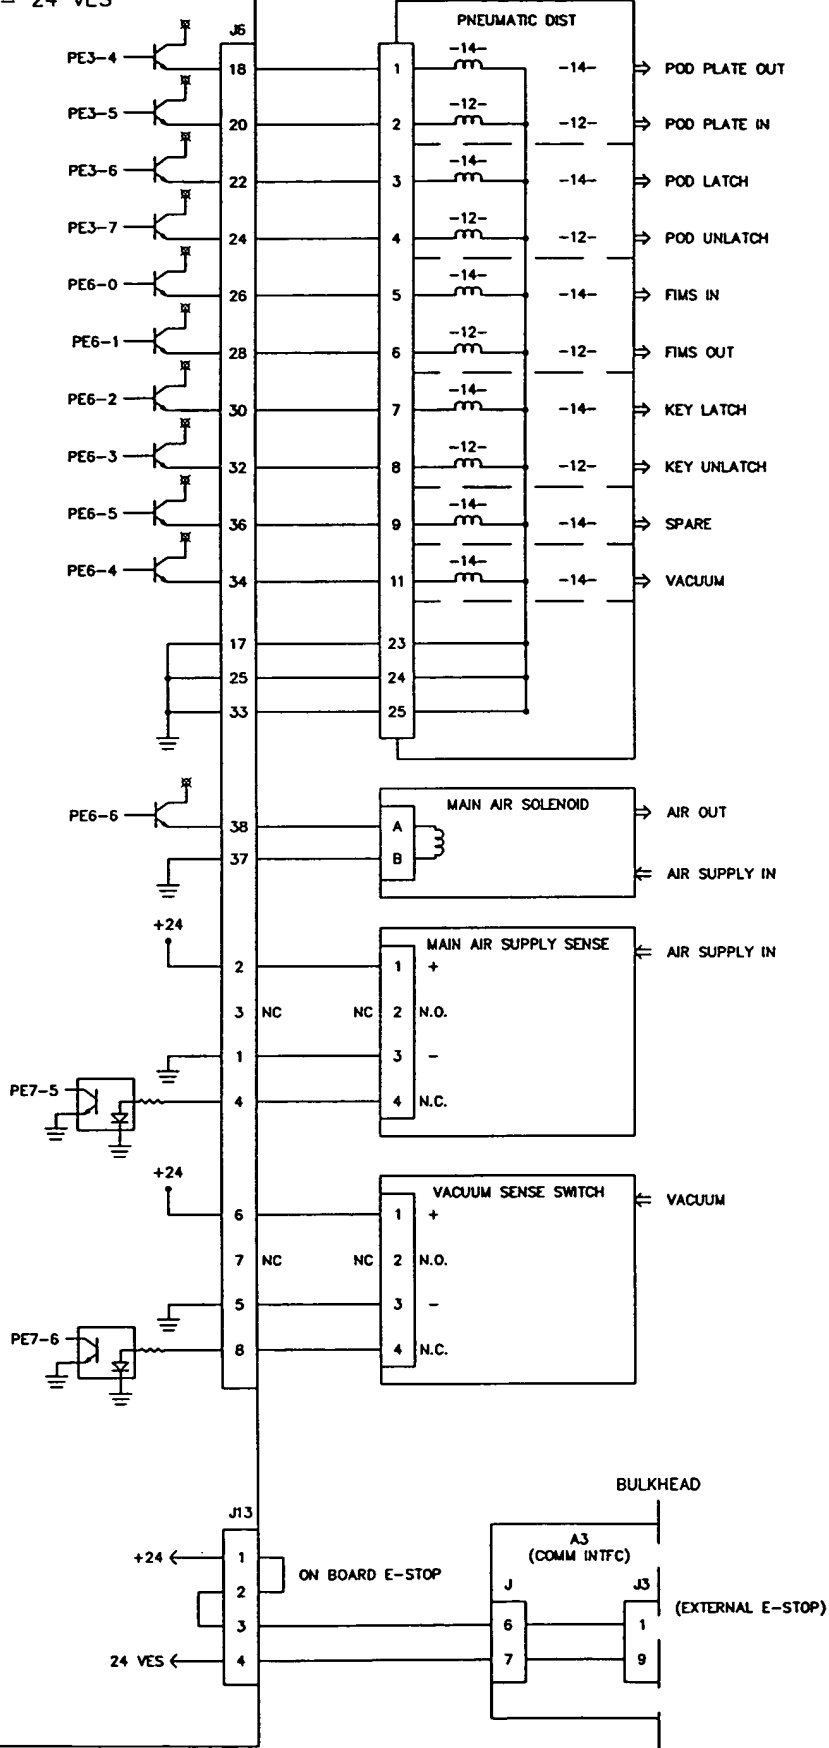 = 24 VES
J6
PNEUMATIC DIST
PE3-4 18 1 -14- -14- POD PLATE OUT
PE3-5 20 2 -12- -12- POD PLATE IN
PE3-6 22 3 -14- -14- POD LATCH
PE3-7 24 4 -12- -12- POD UNLATCH
PE6-0 26 5 -14- -14- FIMS IN
PE6-1 28 6 -12- -12- FIMS OUT
PE6-2 30 7 -14- -14- KEY LATCH
PE6-3 32 8 -12- -12- KEY UNLATCH
PE6-5 36 9 -14- -14- SPARE
PE6-4 34 11 -14- -14- VACUUM
17 23
25 24
33 25
MAIN AIR SOLENOID
PE6-6 38 A AIR OUT
37 B AIR SUPPLY IN
+24
MAIN AIR SUPPLY SENSE AIR SUPPLY IN
2 1 +
3 NC NC 2 N.O.
1 3 -
PE7-5 4 4 N.C.
+24
VACUUM SENSE SWITCH VACUUM
6 1 +
7 NC NC 2 N.O.
5 3 -
PE7-6 8 4 N.C.
BULKHEAD
J13
A3
(COMM INTFC)
+24 1
ON BOARD E-STOP
2
J J3
(EXTERNAL E-STOP)
3 6 1
24 VES 4 7 9